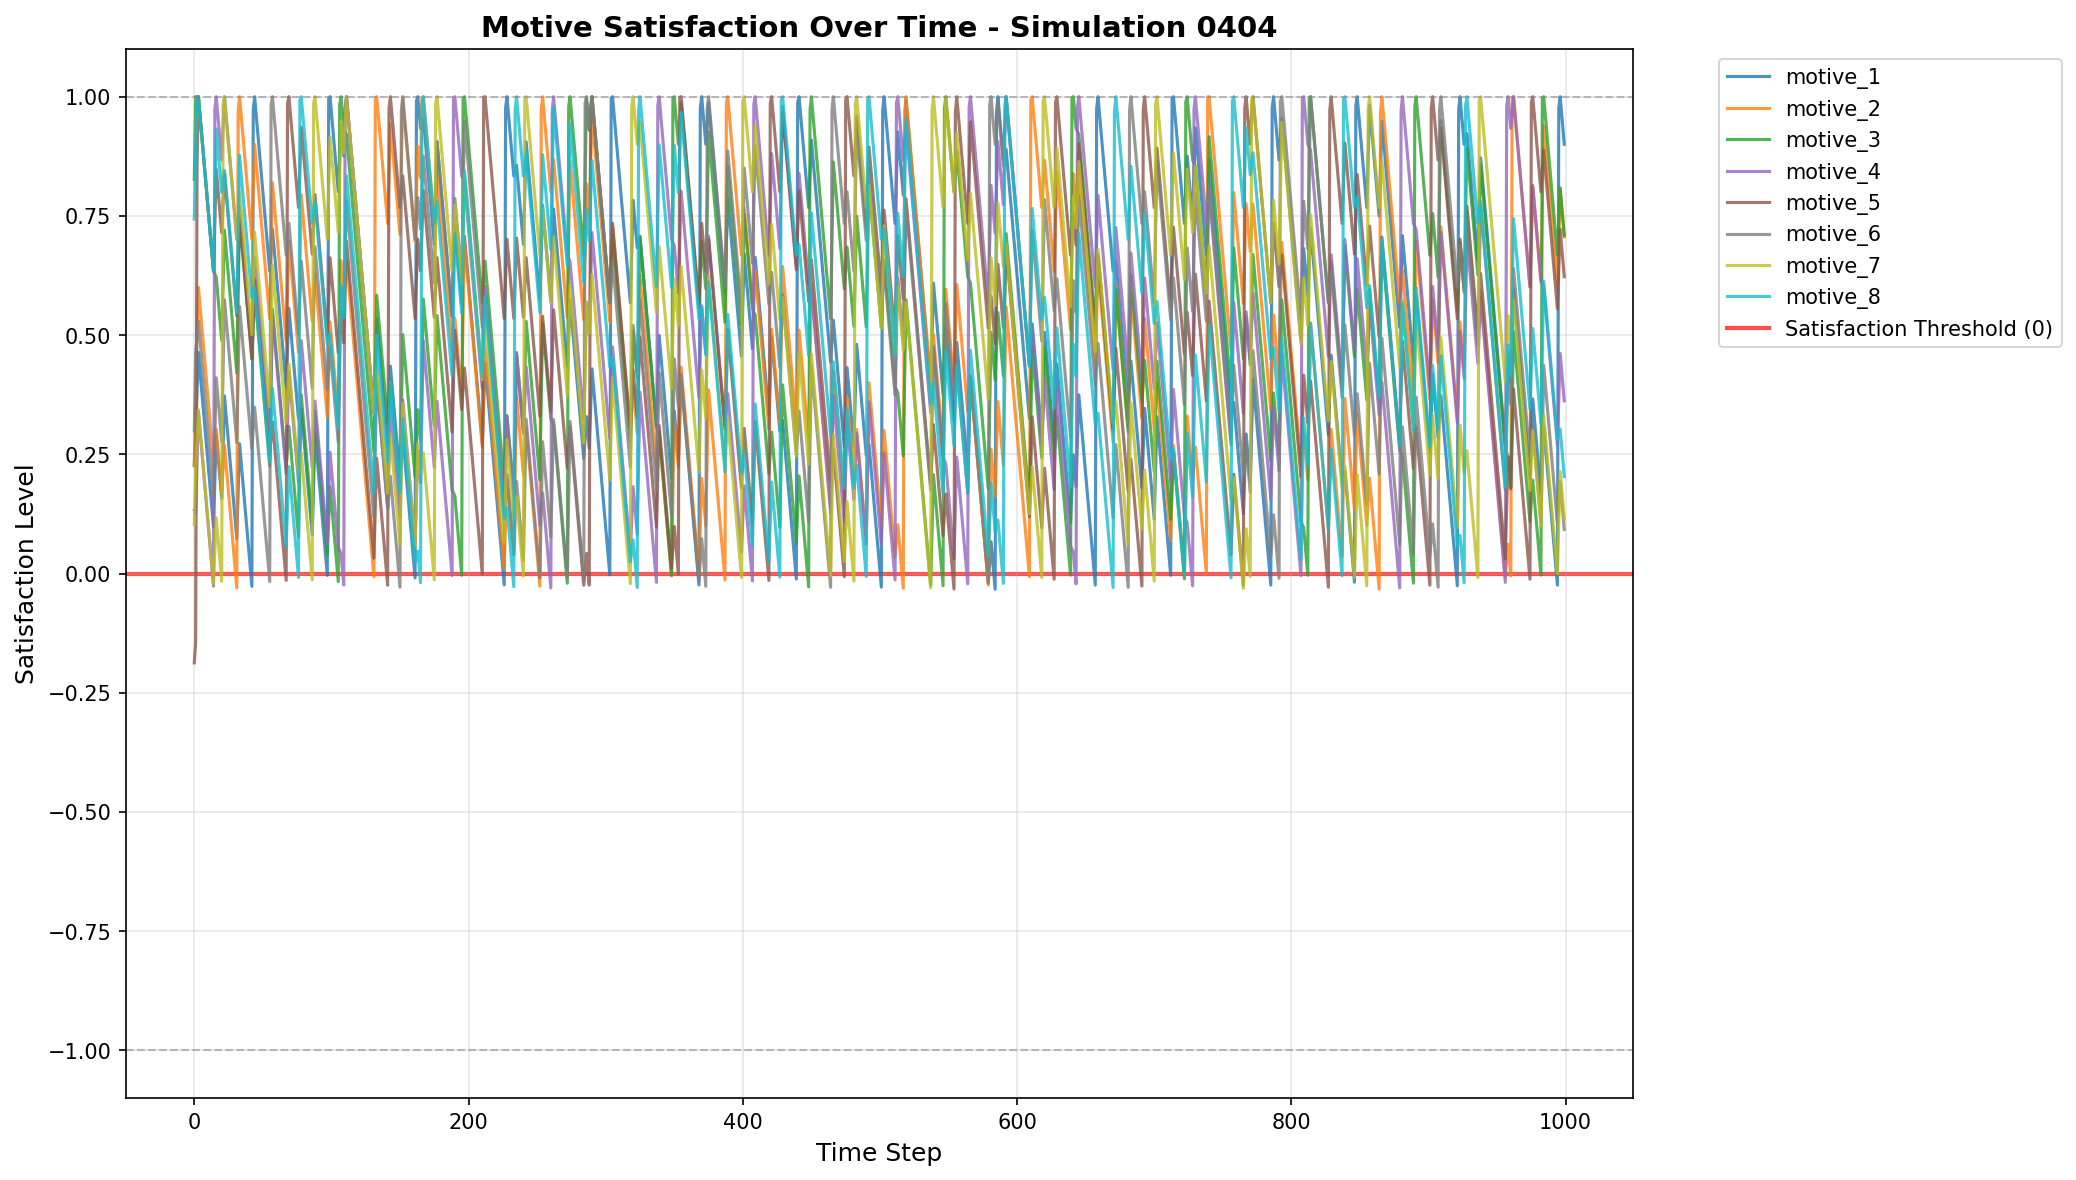 Motive Satisfaction Over Time - Simulation 0404
1.00
0.75
0.50
0.25
0.00
−0.25
−0.50
−0.75
−1.00
Satisfaction Level
0 200 400 600 800 1000
Time Step
motive_1
motive_2
motive_3
motive_4
motive_5
motive_6
motive_7
motive_8
Satisfaction Threshold (0)